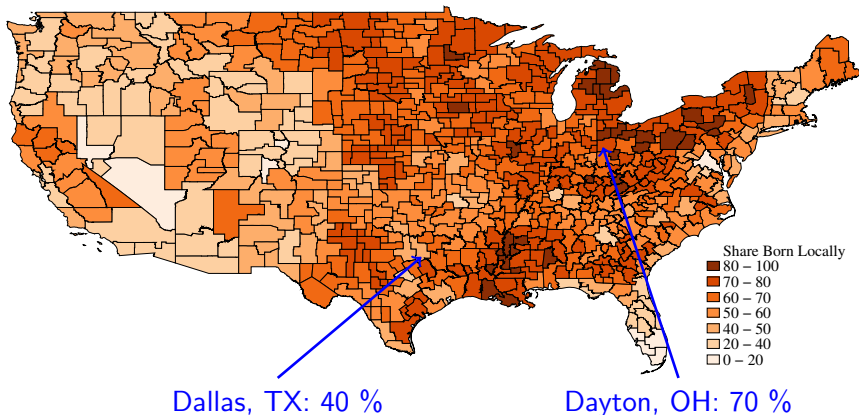 Share Born Locally
80 – 100
70 – 80
60 – 70
50 – 60
40 – 50
20 – 40
0 – 20
Dallas, TX: 40 %
Dayton, OH: 70 %